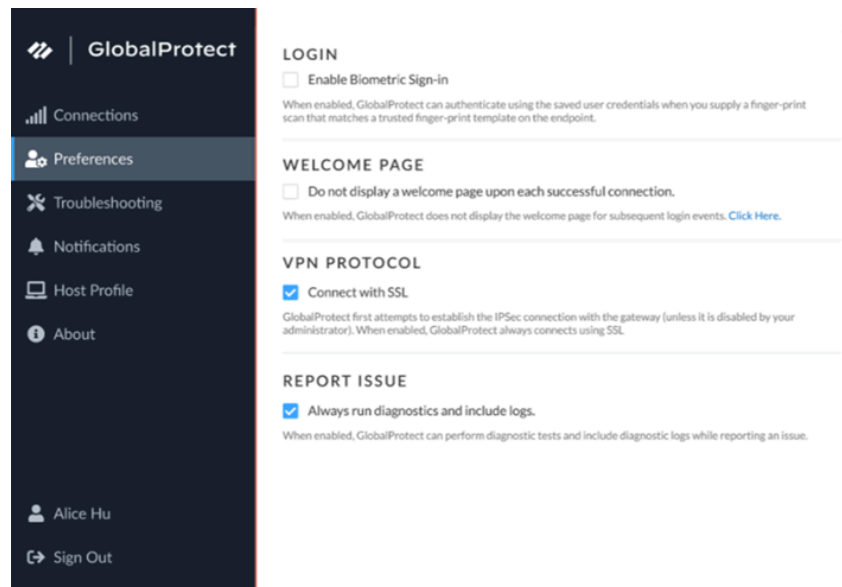 GlobalProtect
Connections
Preferences
Troubleshooting
Notifications
Host Profile
About
Alice Hu
Sign Out
LOGIN
Enable Biometric Sign-in
When enabled, GlobalProtect can authenticate using the saved user credentials when you supply a finger-print
scan that matches a trusted finger-print template on the endpoint.
WELCOME PAGE
Do not display a welcome page upon each successful connection.
When enabled, GlobalProtect does not display the welcome page for subsequent login events. Click Here.
VPN PROTOCOL
Connect with SSL
GlobalProtect first attempts to establish the IPSec connection with the gateway (unless it is disabled by your
administrator). When enabled, GlobalProtect always connects using SSL
REPORT ISSUE
Always run diagnostics and include logs.
When enabled, GlobalProtect can perform diagnostic tests and include diagnostic logs while reporting an issue.